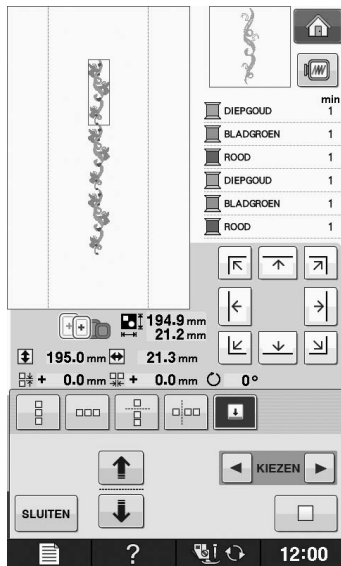 min
DIEPGOUD 1
BLADGROEN 1
ROOD 1
DIEPGOUD 1
BLADGROEN 1
ROOD 1
194.9 mm
21.2 mm
195.0 mm 21.3 mm
+ 0.0 mm + 0.0 mm 0°
KIEZEN
SLUITEN
? 12:00